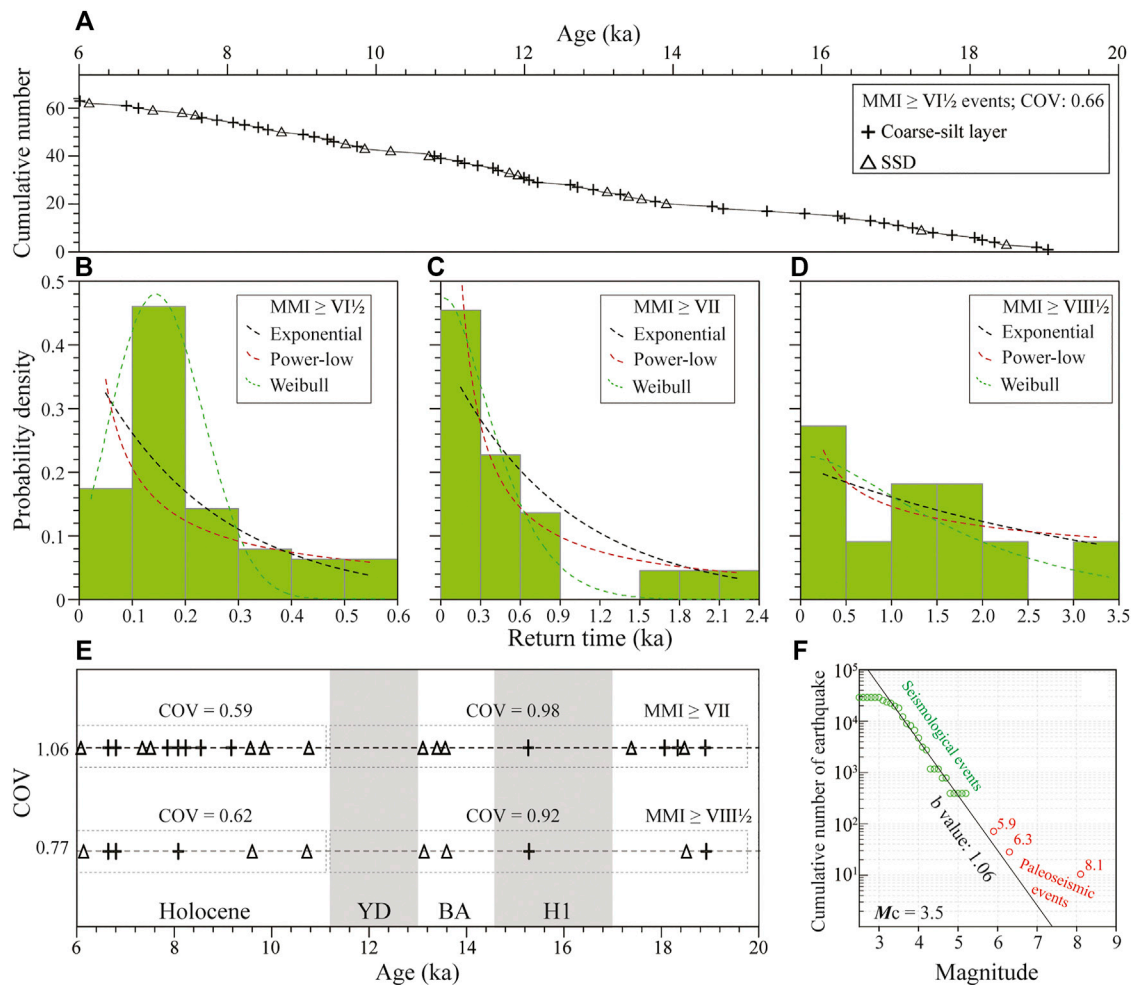 A
Age (ka)
6 8 10 12 14 16 18 20
Cumulative number
60
40
20
0
MMI ≥ VI½ events; COV: 0.66
Coarse-silt layer
SSD
B
C
D
Probability density
0.5
0.4
0.3
0.2
0.1
0
MMI ≥ VI½
Exponential
Power-low
Weibull
MMI ≥ VII
Exponential
Power-low
Weibull
MMI ≥ VIII½
Exponential
Power-low
Weibull
0 0.1 0.2 0.3 0.4 0.5 0.6
0 0.3 0.6 0.9 1.2 1.5 1.8 2.1 2.4
0 0.5 1.0 1.5 2.0 2.5 3.0 3.5
Return time (ka)
E
COV
1.06
0.77
COV = 0.59
COV = 0.98
MMI ≥ VII
COV = 0.62
COV = 0.92
MMI ≥ VIII½
Holocene
YD
BA
H1
6 8 10 12 14 16 18 20
Age (ka)
F
Cumulative number of earthquake
10⁵
10⁴
10³
10²
10¹
Seismological events
b value: 1.06
5.9
6.3
8.1
Paleoseismic
events
Mc = 3.5
3 4 5 6 7 8 9
Magnitude